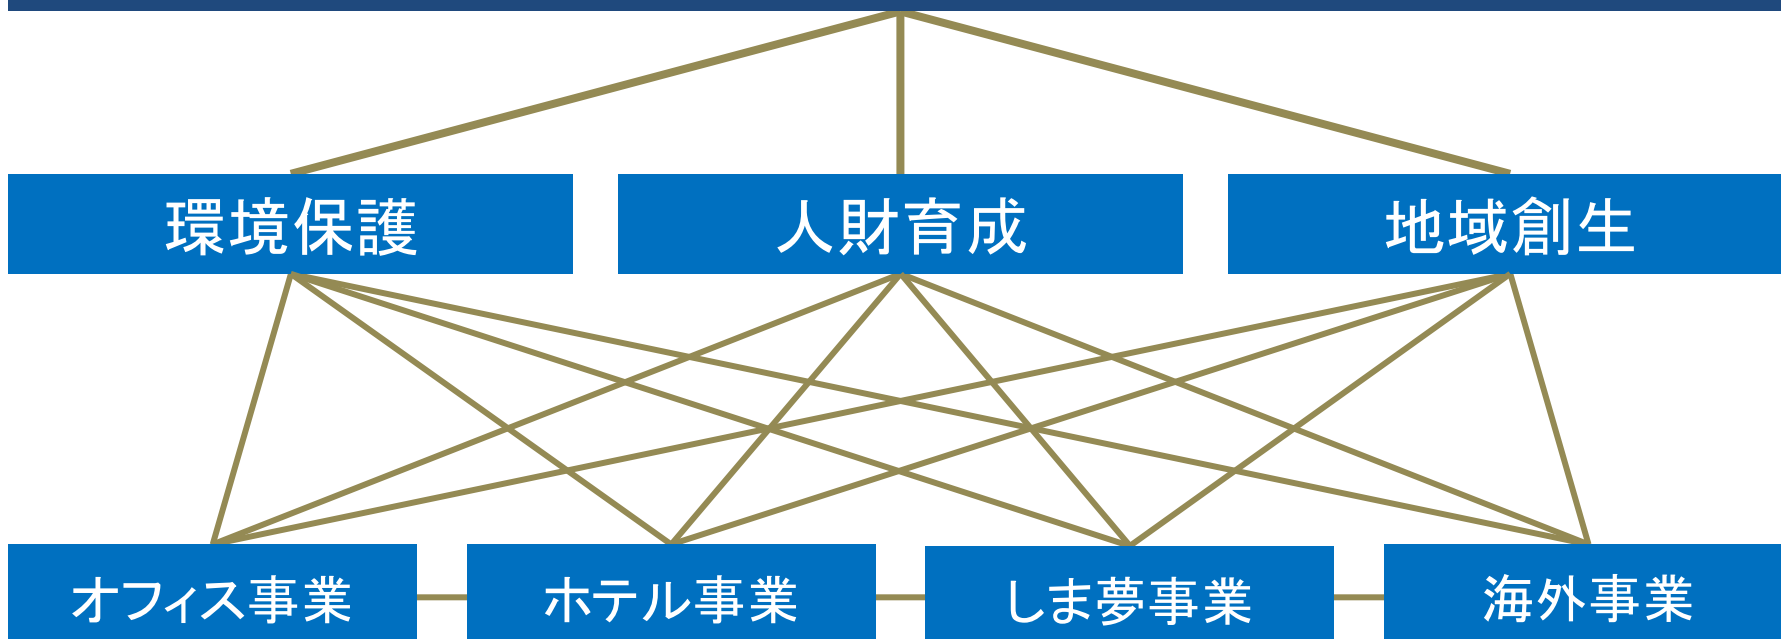 環境保護
人財育成
地域創生
オフィス事業
ホテル事業
しま夢事業
海外事業